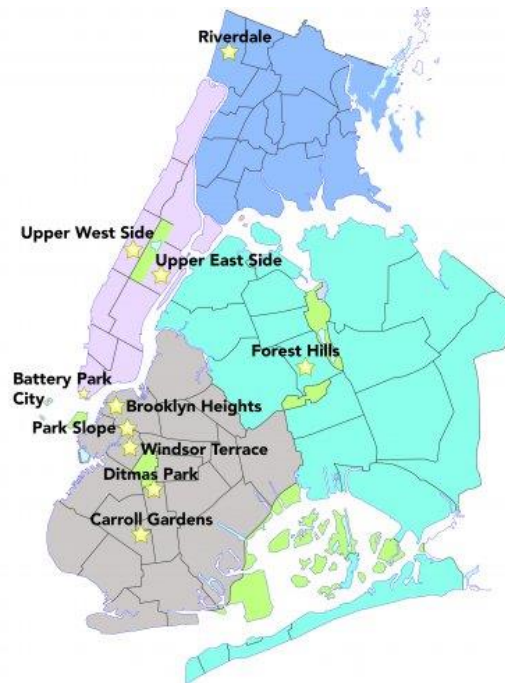 Riverdale
Upper West Side
Upper East Side
Forest Hills
Battery Park
City
Brooklyn Heights
Park Slope
Windsor Terrace
Ditmas Park
Carroll Gardens